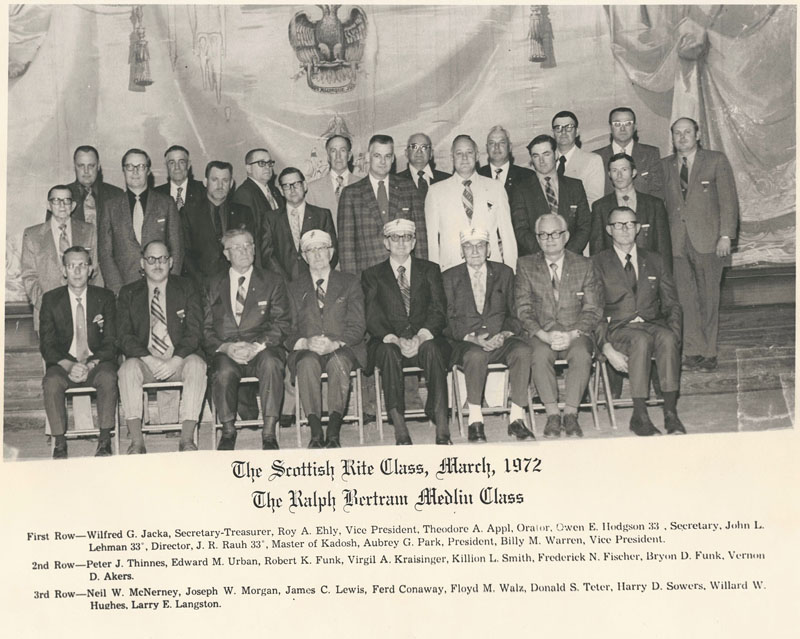 The Scottish Rite Class, March, 1972
The Ralph Bertram Medlin Class
First Row—Wilfred G. Jacka, Secretary-Treasurer, Roy A. Ehly, Vice President, Theodore A. Appl, Orator, Owen E. Hodgson 33°, Secretary, John L.
Lehman 33°, Director, J. R. Rauh 33°, Master of Kadosh, Aubrey G. Park, President, Billy M. Warren, Vice President.
2nd Row—Peter J. Thinnes, Edward M. Urban, Robert K. Funk, Virgil A. Kraisinger, Killion L. Smith, Frederick N. Fischer, Bryon D. Funk, Vernon
D. Akers.
3rd Row—Neil W. McNerney, Joseph W. Morgan, James C. Lewis, Ferd Conaway, Floyd M. Walz, Donald S. Teter, Harry D. Sowers, Willard W.
Hughes, Larry E. Langston.